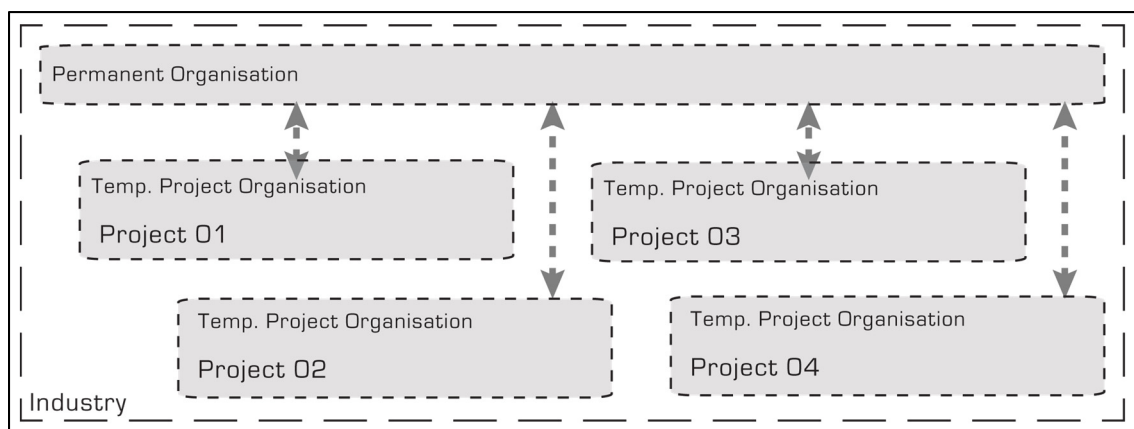 Permanent Organisation
Temp. Project Organisation
Project 01
Temp. Project Organisation
Project 03
Temp. Project Organisation
Project 02
Temp. Project Organisation
Project 04
Industry